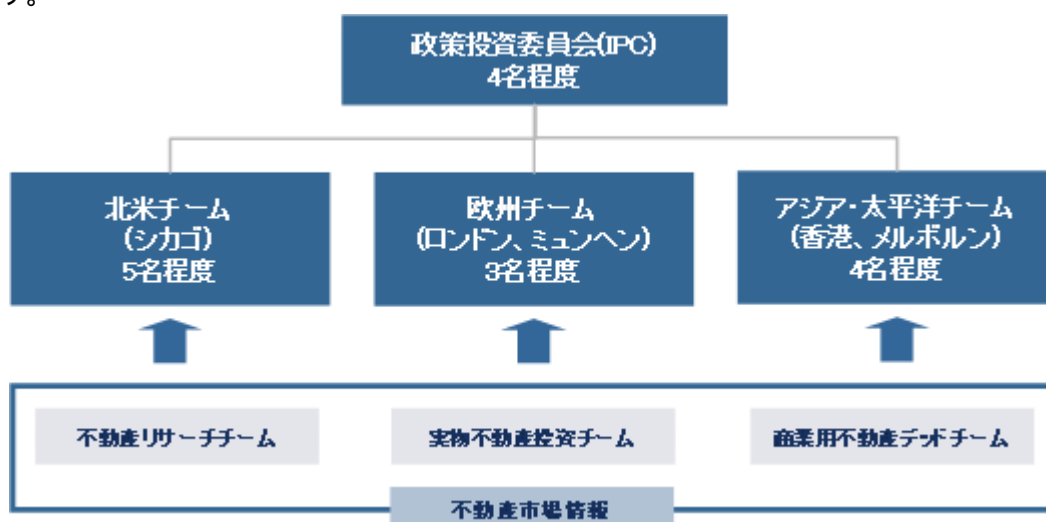 す。
政策投資委員会(IPC)
4名程度
北米チーム
(シカゴ)
5名程度
欧州チーム
(ロンドン、ミュンヘン)
3名程度
アジア・太平洋チーム
(香港、メルボルン)
4名程度
不動産リサーチチーム
実物不動産投資チーム
商業用不動産デットチーム
不動産市場情報